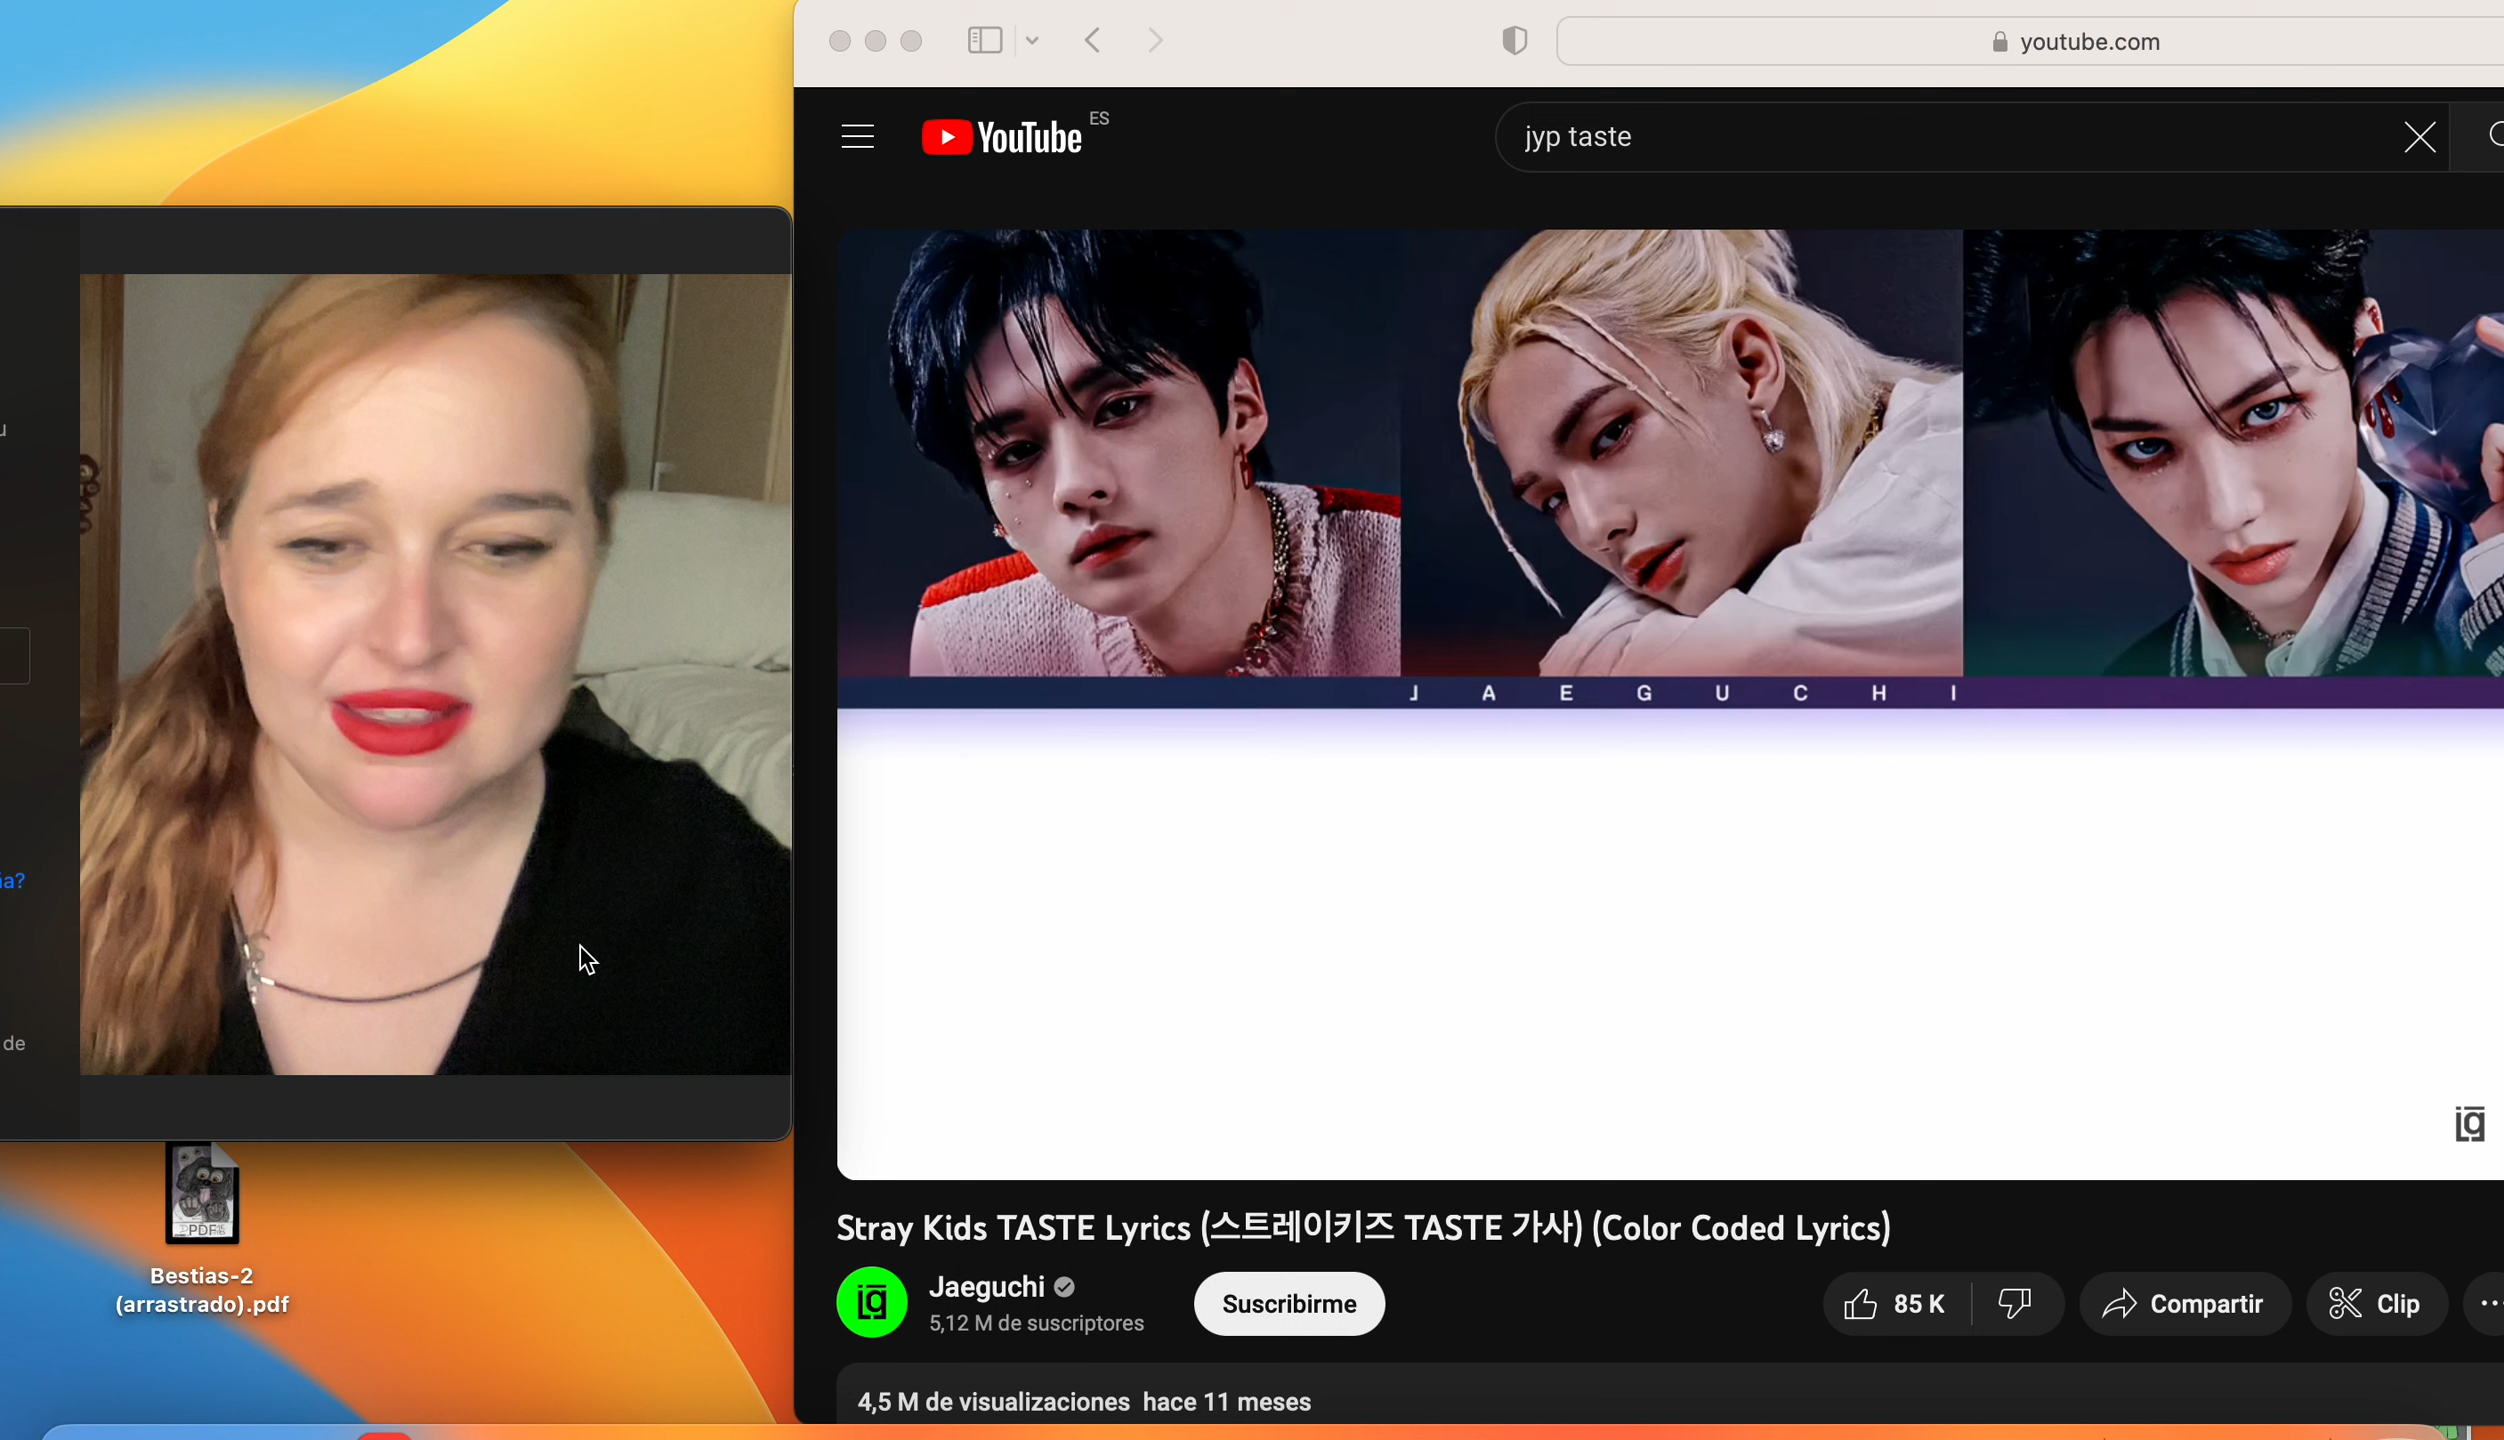 youtube.com
YouTube ES
jyp taste
J A E G U C H I
Stray Kids TASTE Lyrics (스트레이키즈 TASTE 가사) (Color Coded Lyrics)
Jaeguchi
5,12 M de suscriptores
Suscribirme
85 K
Compartir
Clip
4,5 M de visualizaciones hace 11 meses
de
PDF
Bestias-2
(arrastrado).pdf